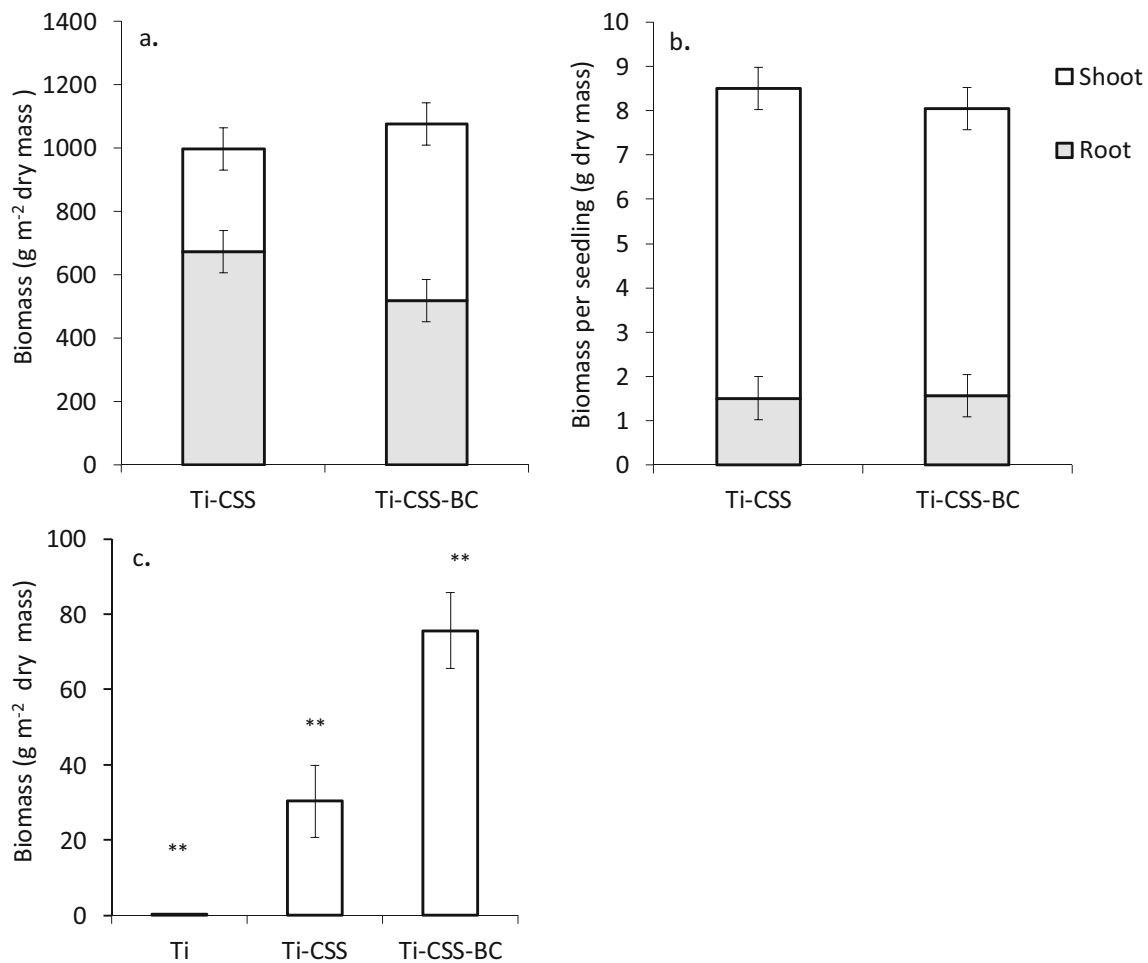 a.
Biomass (g m⁻² dry mass )
1400
1200
1000
800
600
400
200
0
Ti-CSS Ti-CSS-BC
b.
Biomass per seedling (g dry mass)
10
9
8
7
6
5
4
3
2
1
0
Ti-CSS Ti-CSS-BC
Shoot
Root
c.
Biomass (g m⁻² dry mass)
100
80
60
40
20
0
**
**
**
Ti Ti-CSS Ti-CSS-BC